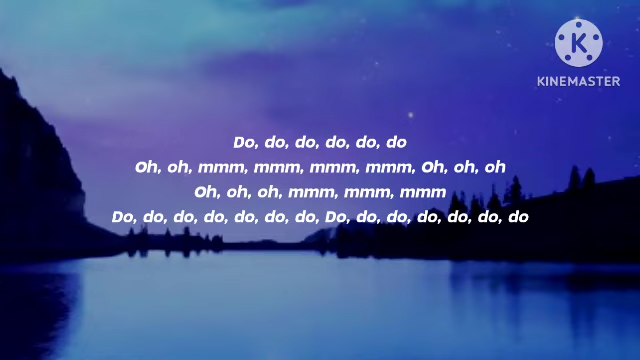 KINEMASTER
Do, do, do, do, do, do
Oh, oh, mmm, mmm, mmm, mmm, Oh, oh, oh
Oh, oh, oh, mmm, mmm, mmm
Do, do, do, do, do, do, do, Do, do, do, do, do, do, do